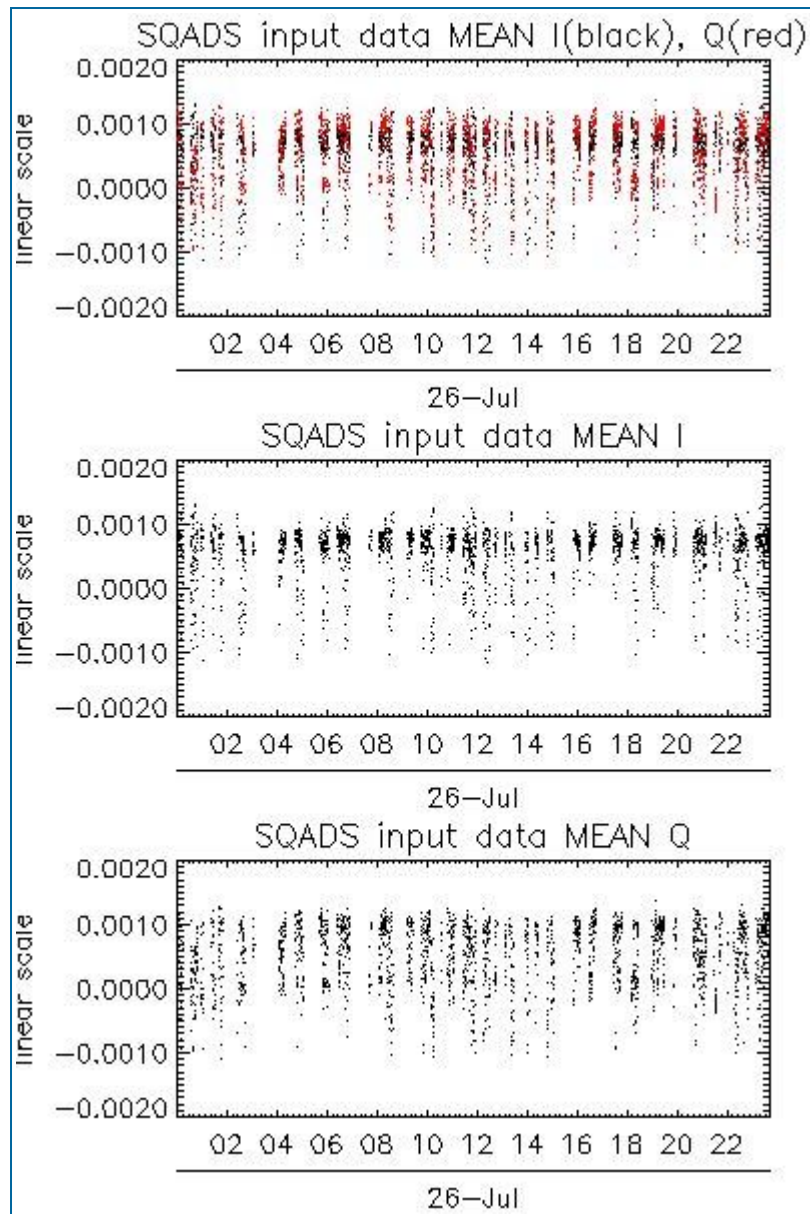 SQADS input data MEAN I(black), Q(red)
0.0020
0.0010
0.0000
−0.0010
−0.0020
linear scale
02 04 06 08 10 12 14 16 18 20 22
26−Jul
SQADS input data MEAN I
0.0020
0.0010
0.0000
−0.0010
−0.0020
linear scale
02 04 06 08 10 12 14 16 18 20 22
26−Jul
SQADS input data MEAN Q
0.0020
0.0010
0.0000
−0.0010
−0.0020
linear scale
02 04 06 08 10 12 14 16 18 20 22
26−Jul